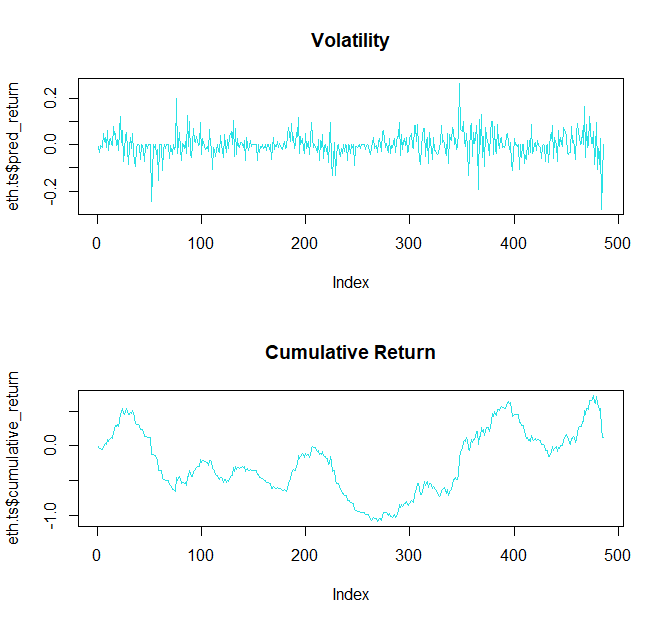 Volatility
eth.ts$pred_return
-0.2 0.0 0.2
0 100 200 300 400 500
Index
Cumulative Return
eth.ts$cumulative_return
-1.0 0.0
0 100 200 300 400 500
Index